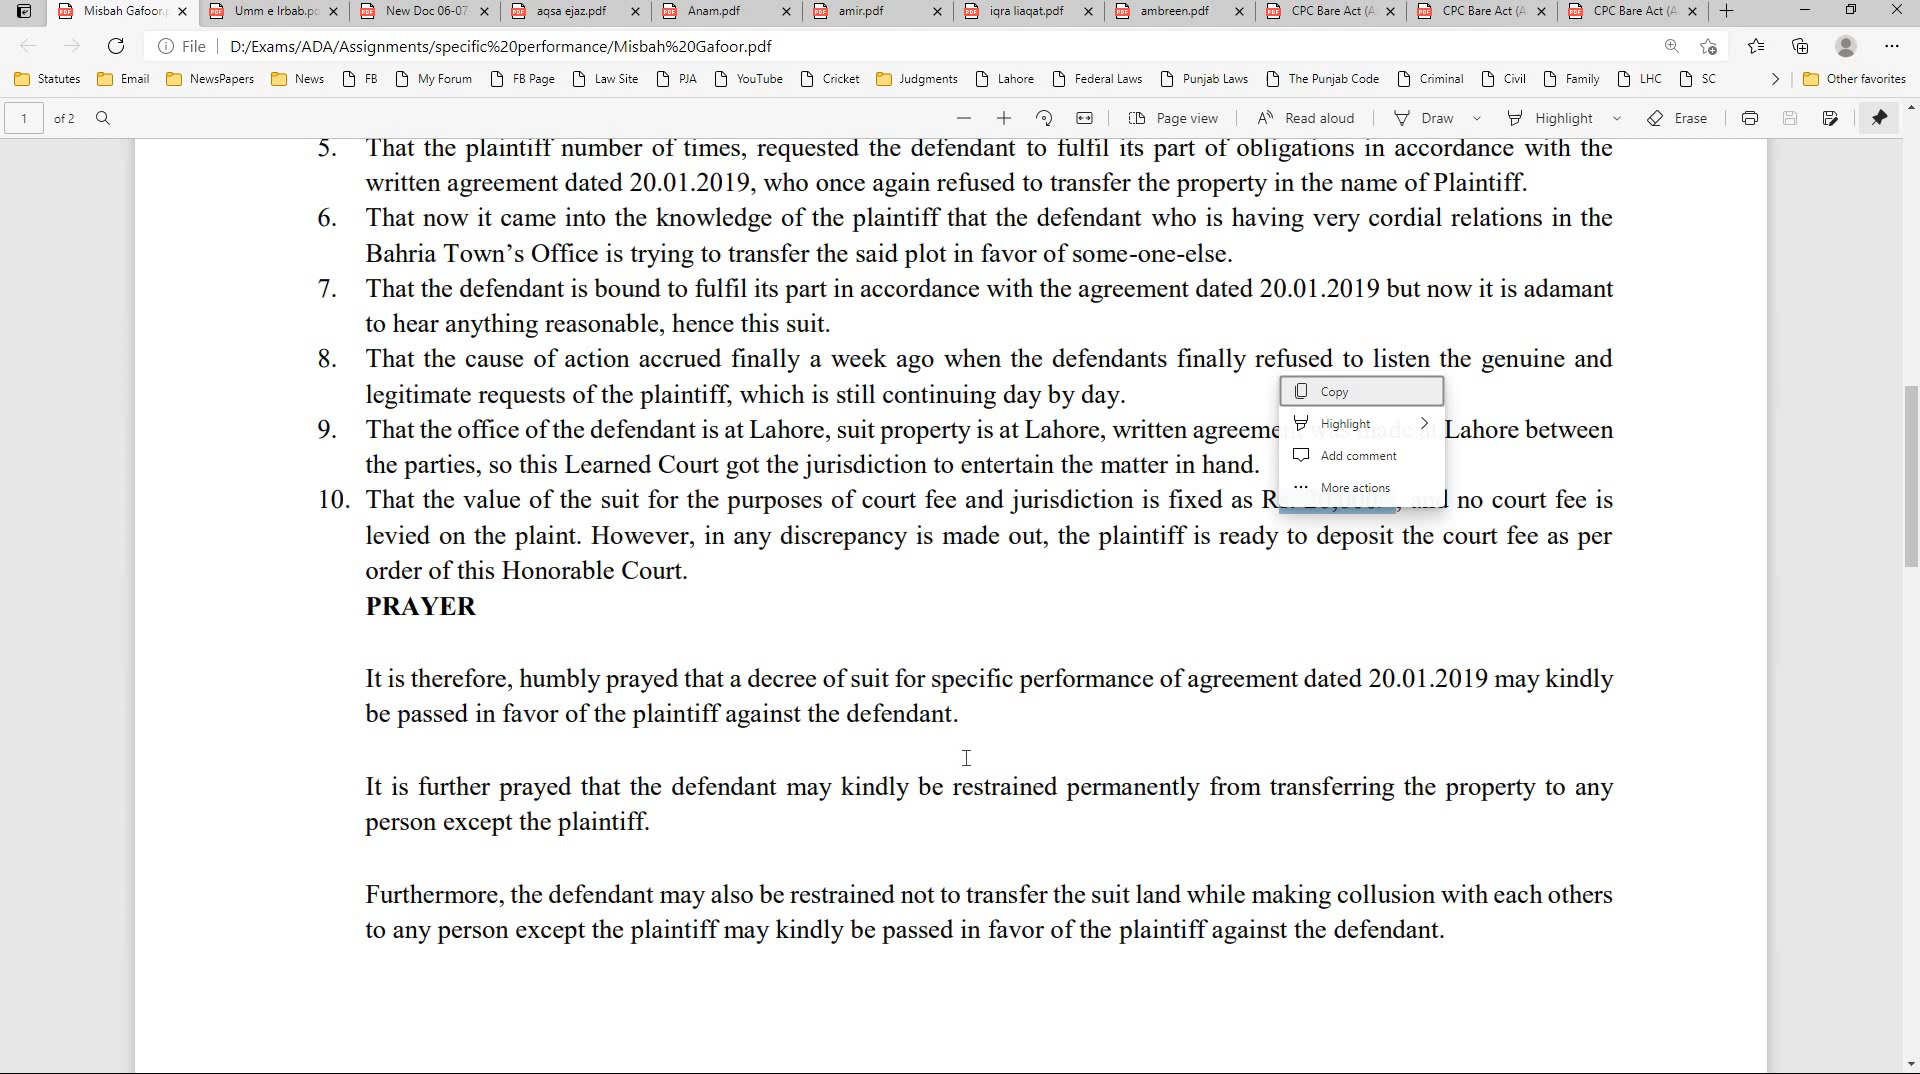 Misbah Gafoor.
Umm e Irbab.p
New Doc 06-07
aqsa ejaz.pdf
Anam.pdf
amir.pdf
iqra liaqat.pdf
ambreen.pdf
CPC Bare Act (A
CPC Bare Act (A
CPC Bare Act (A
File
D:/Exams/ADA/Assignments/specific%20performance/Misbah%20Gafoor.pdf
Statutes Email NewsPapers News FB My Forum FB Page Law Site PJA YouTube Cricket Judgments Lahore Federal Laws Punjab Laws The Punjab Code Criminal Civil Family LHC SC Other favorites
1 of 2 Page view Read aloud Draw Highlight Erase
5. That the plaintiff number of times, requested the defendant to fulfil its part of obligations in accordance with the
written agreement dated 20.01.2019, who once again refused to transfer the property in the name of Plaintiff.
6. That now it came into the knowledge of the plaintiff that the defendant who is having very cordial relations in the
Bahria Town’s Office is trying to transfer the said plot in favor of some-one-else.
7. That the defendant is bound to fulfil its part in accordance with the agreement dated 20.01.2019 but now it is adamant
to hear anything reasonable, hence this suit.
8. That the cause of action accrued finally a week ago when the defendants finally refused to listen the genuine and
legitimate requests of the plaintiff, which is still continuing day by day.
Copy
Highlight
Add comment
More actions
9. That the office of the defendant is at Lahore, suit property is at Lahore, written agreement was made at Lahore between
the parties, so this Learned Court got the jurisdiction to entertain the matter in hand.
10. That the value of the suit for the purposes of court fee and jurisdiction is fixed as and no court fee is
levied on the plaint. However, in any discrepancy is made out, the plaintiff is ready to deposit the court fee as per
order of this Honorable Court.
PRAYER
It is therefore, humbly prayed that a decree of suit for specific performance of agreement dated 20.01.2019 may kindly
be passed in favor of the plaintiff against the defendant.
It is further prayed that the defendant may kindly be restrained permanently from transferring the property to any
person except the plaintiff.
Furthermore, the defendant may also be restrained not to transfer the suit land while making collusion with each others
to any person except the plaintiff may kindly be passed in favor of the plaintiff against the defendant.